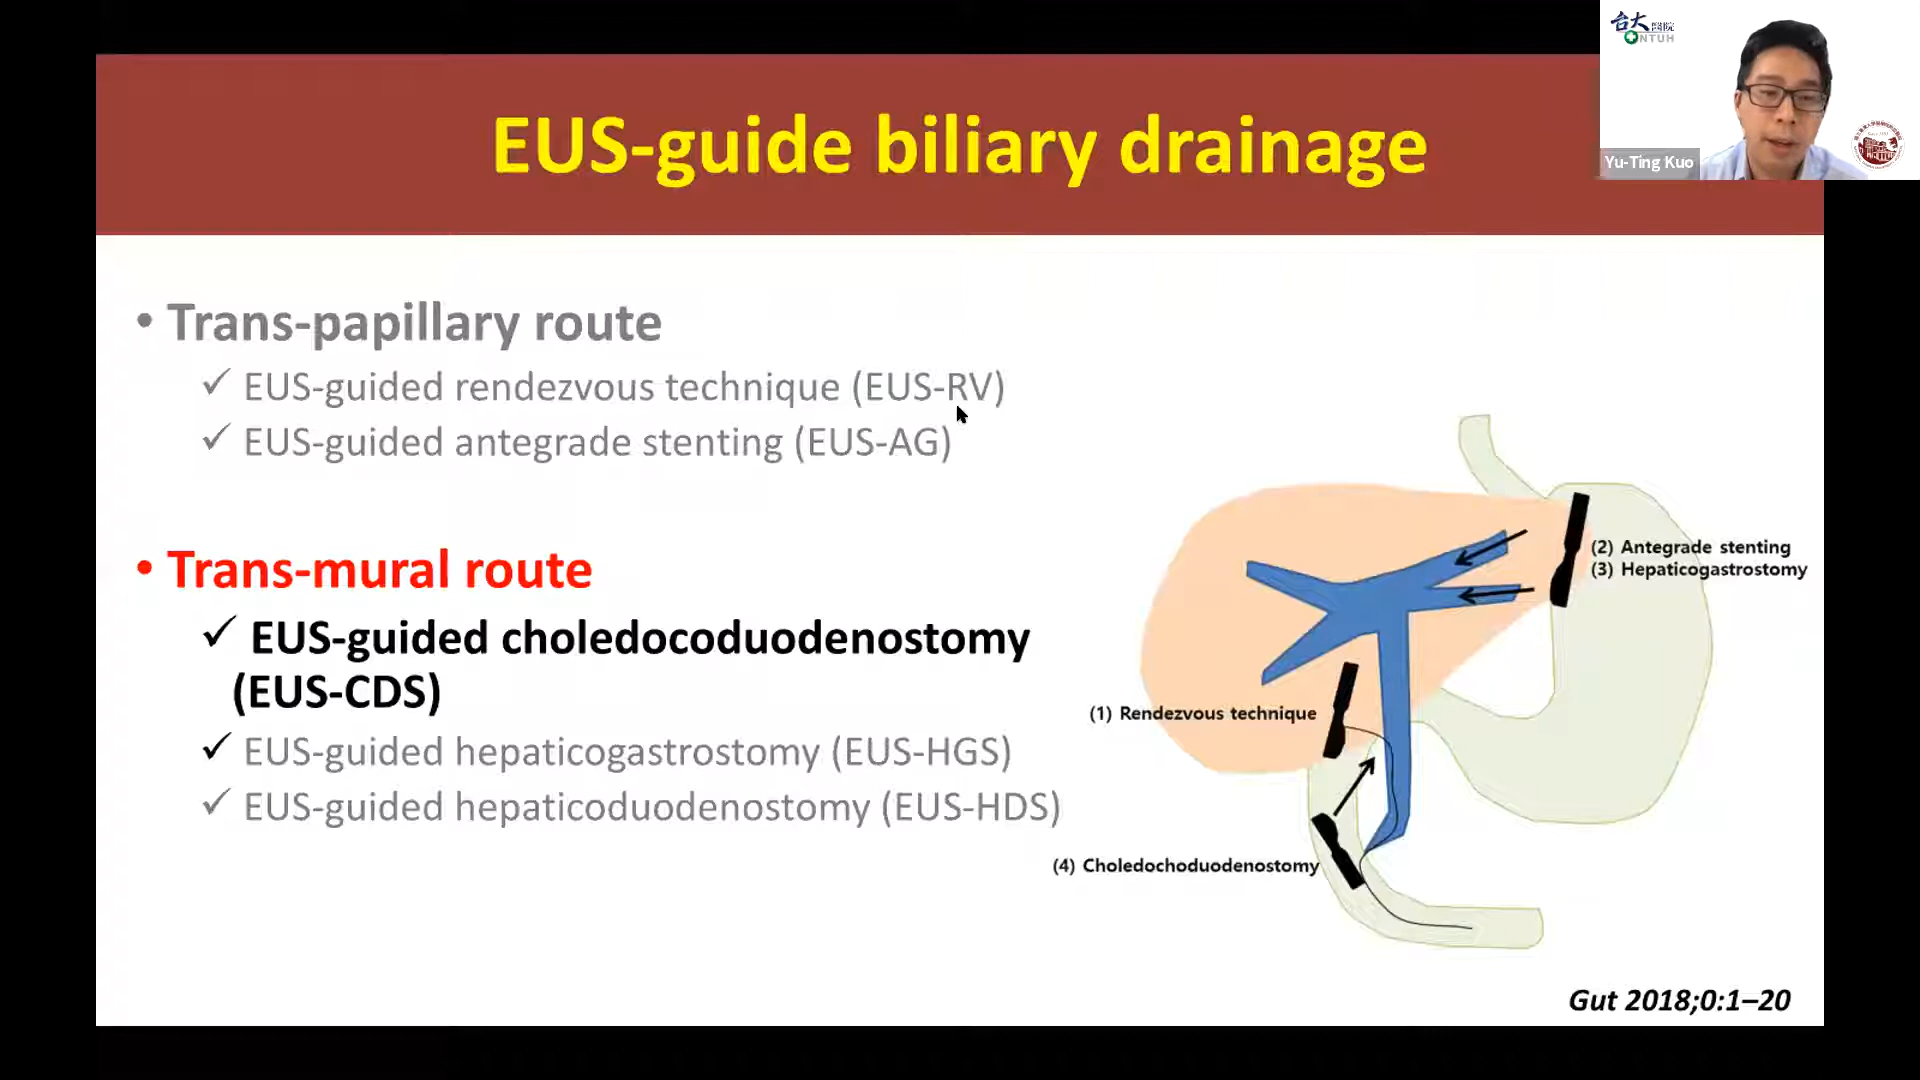 台大醫院
NTUH
Yu-Ting Kuo
EUS-guide biliary drainage
• Trans-papillary route
✓ EUS-guided rendezvous technique (EUS-RV)
✓ EUS-guided antegrade stenting (EUS-AG)
• Trans-mural route
✓ EUS-guided choledocoduodenostomy
(EUS-CDS)
✓ EUS-guided hepaticogastrostomy (EUS-HGS)
✓ EUS-guided hepaticoduodenostomy (EUS-HDS)
(2) Antegrade stenting
(3) Hepaticogastrostomy
(1) Rendezvous technique
(4) Choledochoduodenostomy
Gut 2018;0:1–20